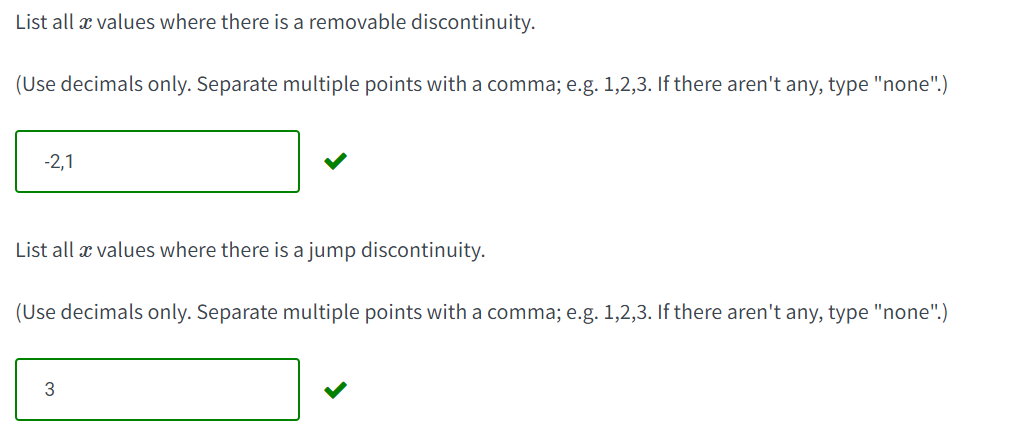 List all x values where there is a removable discontinuity.
(Use decimals only. Separate multiple points with a comma; e.g. 1,2,3. If there aren't any, type "none".)
-2,1
List all x values where there is a jump discontinuity.
(Use decimals only. Separate multiple points with a comma; e.g. 1,2,3. If there aren't any, type "none".)
3